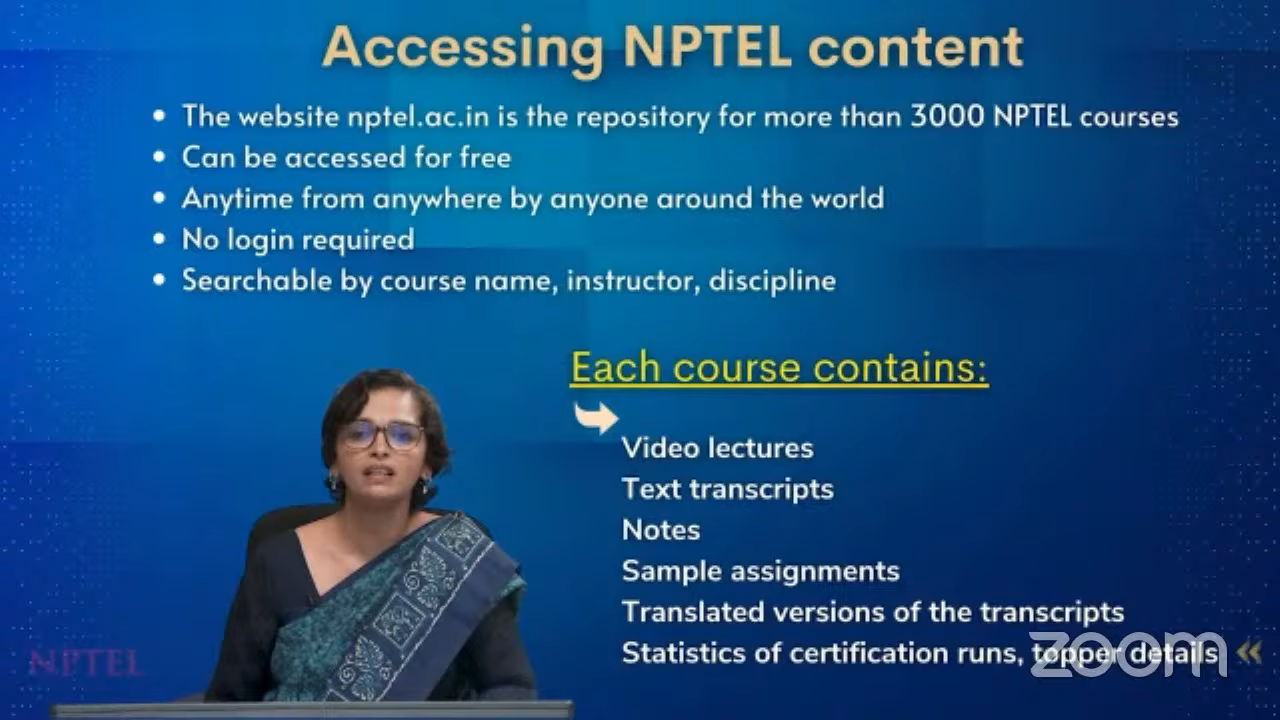 Accessing NPTEL content
• The website nptel.ac.in is the repository for more than 3000 NPTEL courses
• Can be accessed for free
• Anytime from anywhere by anyone around the world
• No login required
• Searchable by course name, instructor, discipline
Each course contains:
Video lectures
Text transcripts
Notes
Sample assignments
Translated versions of the transcripts
Statistics of certification runs, topper details
zoom
NPTEL